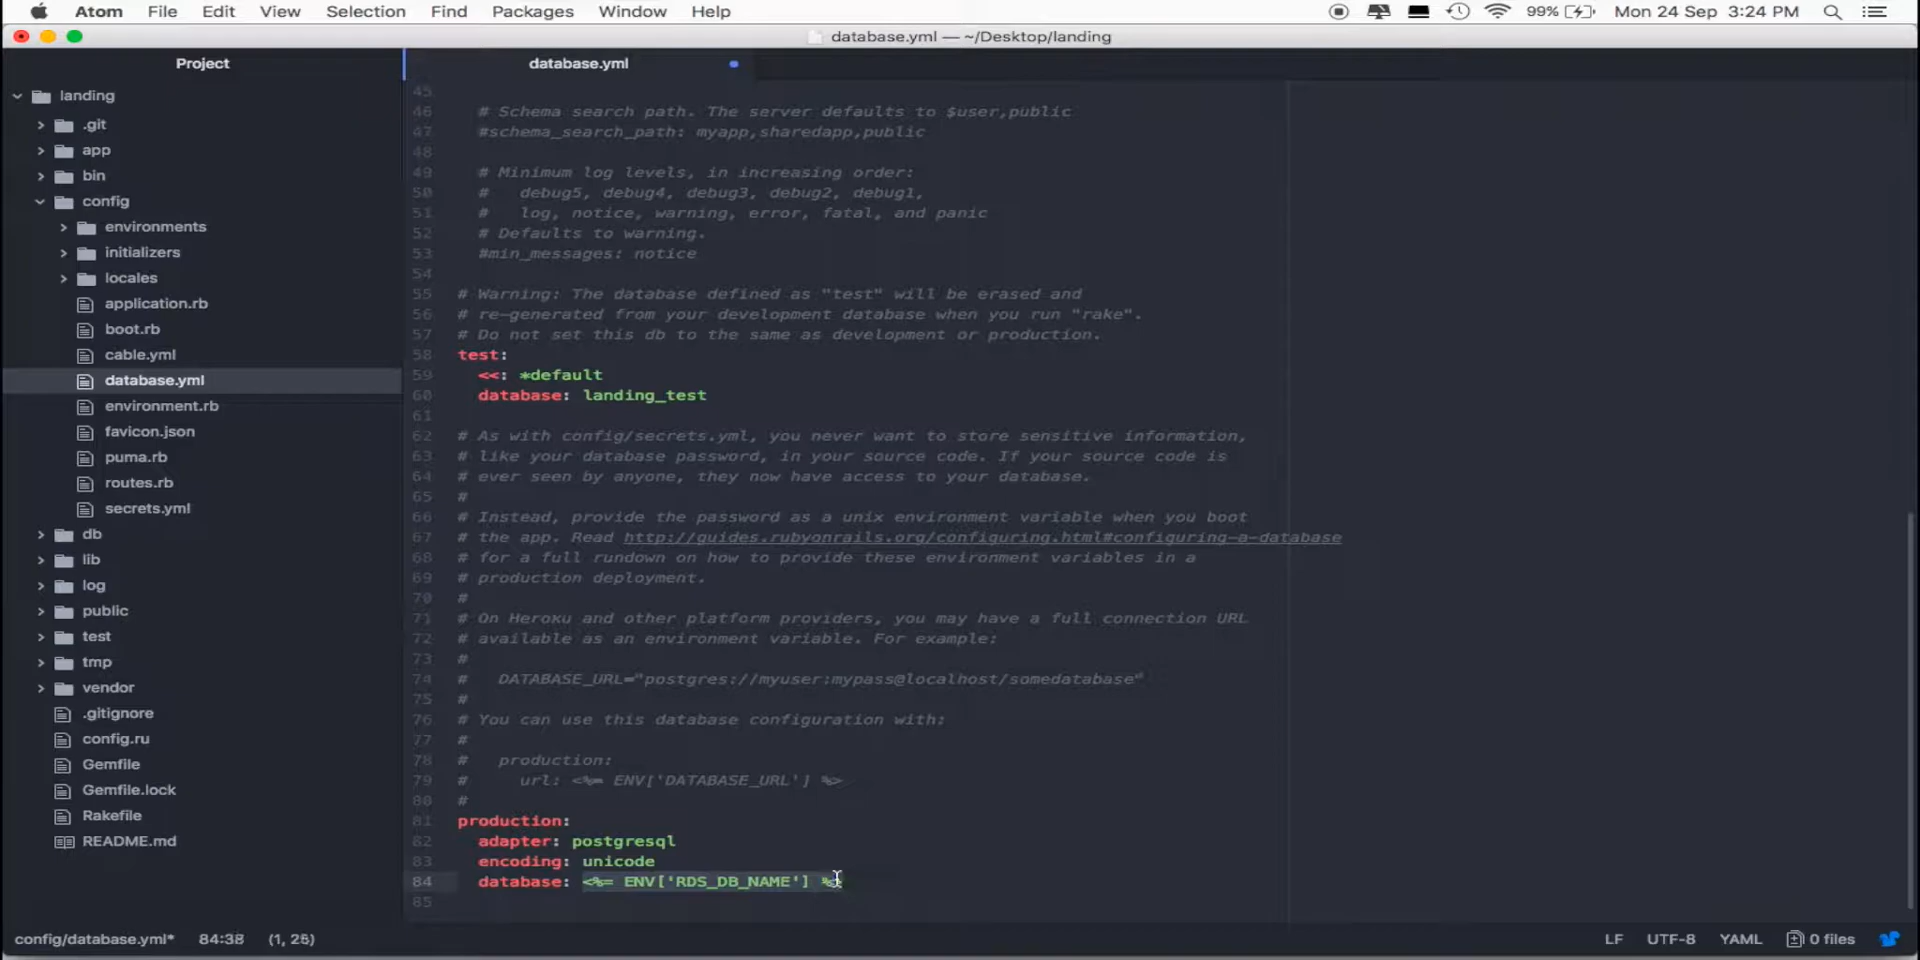 Atom File Edit View Selection Find Packages Window Help 99% Mon 24 Sep 3:24 PM
database.yml — ~/Desktop/landing
Project
database.yml
landing
.git
app
bin
config
environments
initializers
locales
application.rb
boot.rb
cable.yml
database.yml
environment.rb
favicon.json
puma.rb
routes.rb
secrets.yml
db
lib
log
public
test
tmp
vendor
.gitignore
config.ru
Gemfile
Gemfile.lock
Rakefile
README.md
45
46 # Schema search path. The server defaults to $user,public
47 #schema_search_path: myapp,sharedapp,public
48
49 # Minimum log levels, in increasing order:
50 #   debug5, debug4, debug3, debug2, debug1,
51 #   log, notice, warning, error, fatal, and panic
52 # Defaults to warning.
53 #min_messages: notice
54
55 # Warning: The database defined as "test" will be erased and
56 # re-generated from your development database when you run "rake".
57 # Do not set this db to the same as development or production.
58 test:
59 <<: *default
60 database: landing_test
61
62 # As with config/secrets.yml, you never want to store sensitive information,
63 # like your database password, in your source code. If your source code is
64 # ever seen by anyone, they now have access to your database.
65 #
66 # Instead, provide the password as a unix environment variable when you boot
67 # the app. Read http://guides.rubyonrails.org/configuring.html#configuring-a-database
68 # for a full rundown on how to provide these environment variables in a
69 # production deployment.
70 #
71 # On Heroku and other platform providers, you may have a full connection URL
72 # available as an environment variable. For example:
73 #
74 #   DATABASE_URL="postgres://myuser:mypass@localhost/somedatabase"
75 #
76 # You can use this database configuration with:
77 #
78 #   production:
79 #     url: <%= ENV['DATABASE_URL'] %>
80 #
81 production:
82 adapter: postgresql
83 encoding: unicode
84 database: <%= ENV['RDS_DB_NAME'] %>
85
config/database.yml* 84:38 (1, 26) LF UTF-8 YAML 0 files